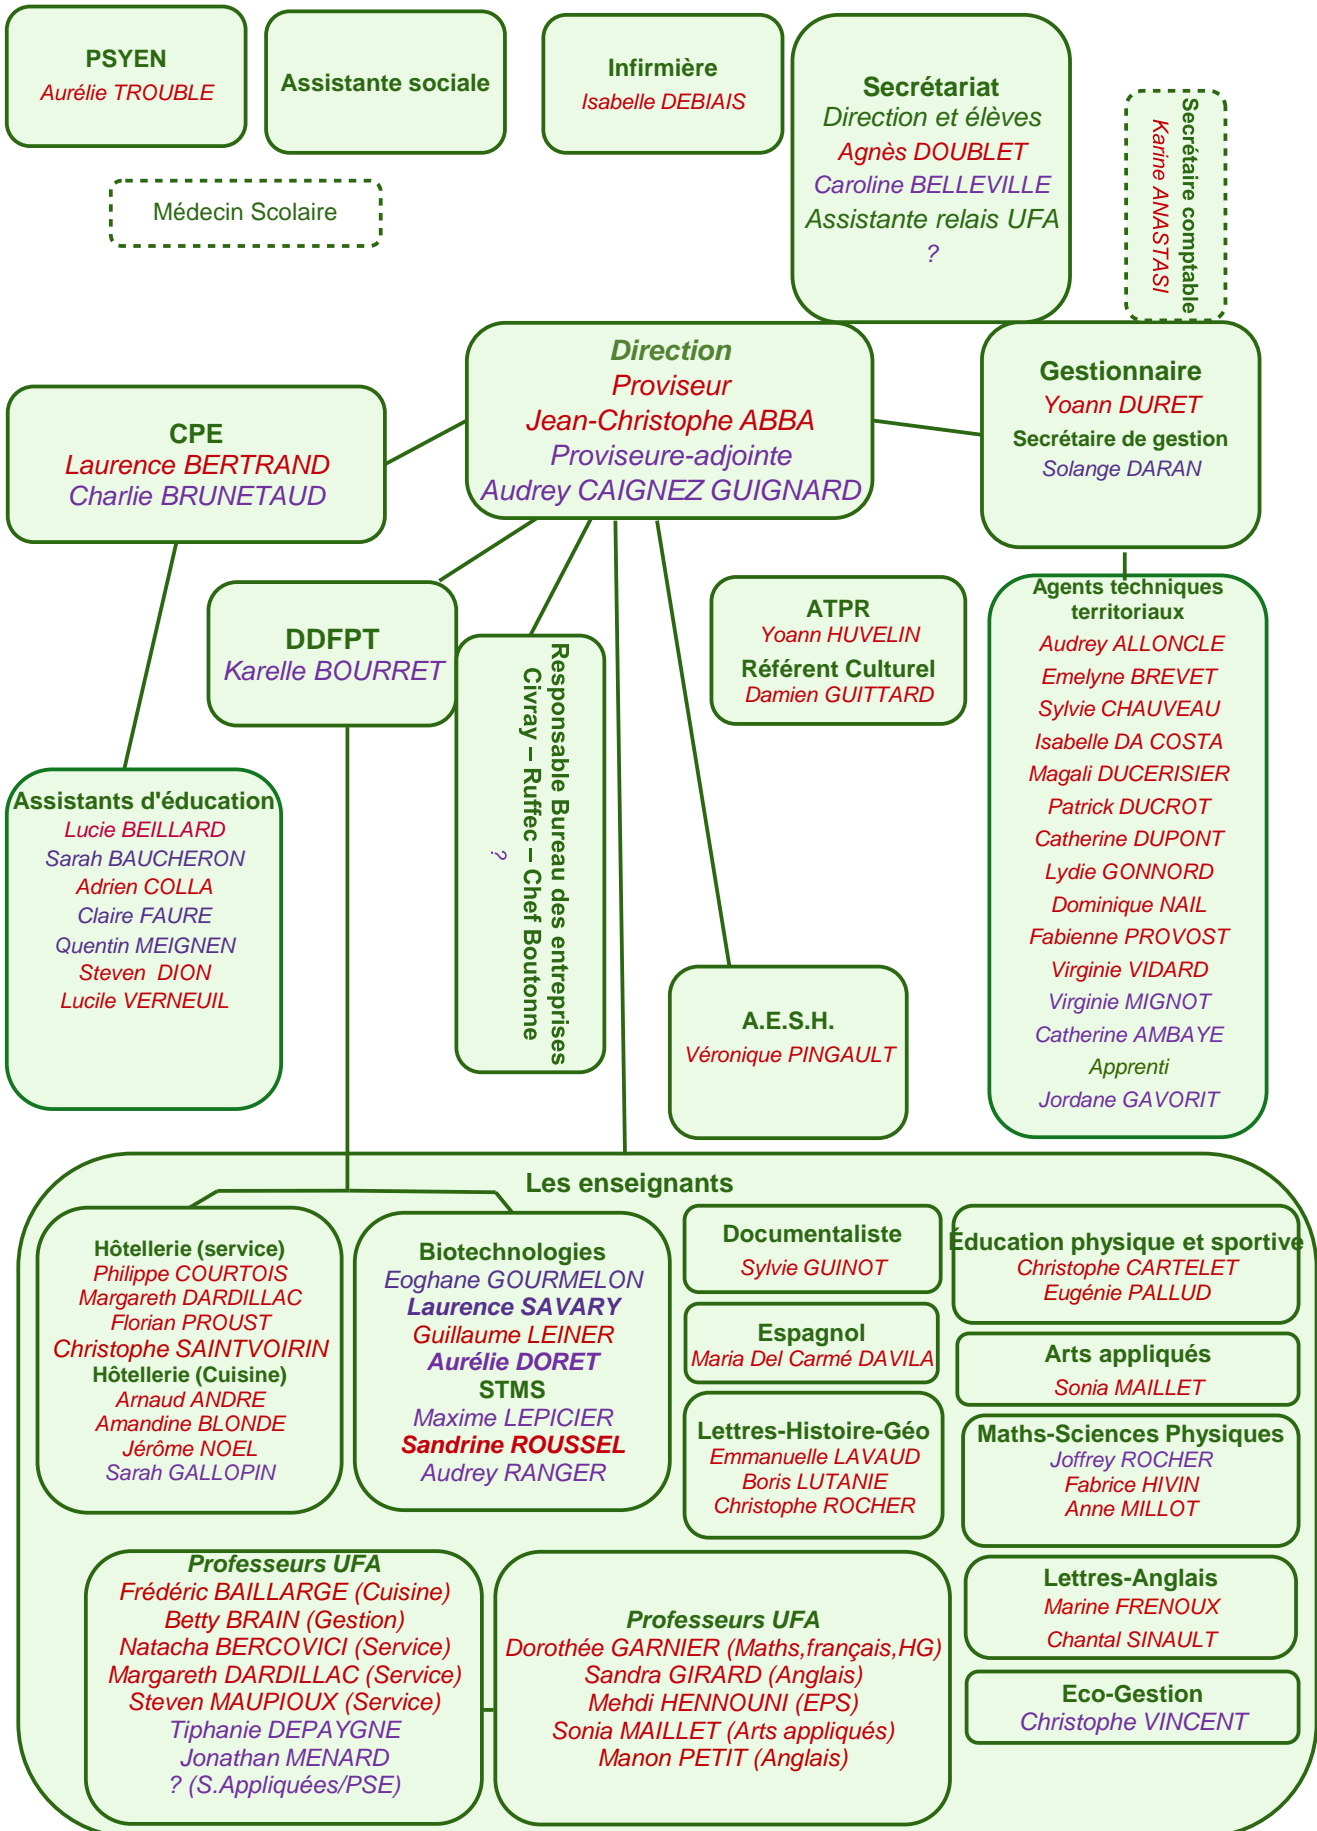 PSYEN
Aurélie TROUBLE
Assistante sociale
Infirmière
Isabelle DEBIAIS
Secrétariat
Direction et élèves
Agnès DOUBLET
Caroline BELLEVILLE
Assistante relais UFA
?
Secrétaire comptable
Karine ANASTASI
Médecin Scolaire
Direction
Proviseur
Jean-Christophe ABBA
Proviseure-adjointe
Audrey CAIGNEZ GUIGNARD
Gestionnaire
Yoann DURET
Secrétaire de gestion
Solange DARAN
CPE
Laurence BERTRAND
Charlie BRUNETAUD
DDFPT
Karelle BOURRET
Responsable Bureau des entreprises
Civray – Ruffec – Chef Boutonne
?
ATPR
Yoann HUVELIN
Référent Culturel
Damien GUITTARD
Agents techniques
territoriaux
Audrey ALLONCLE
Emelyne BREVET
Sylvie CHAUVEAU
Isabelle DA COSTA
Magali DUCERISIER
Patrick DUCROT
Catherine DUPONT
Lydie GONNORD
Dominique NAIL
Fabienne PROVOST
Virginie VIDARD
Virginie MIGNOT
Catherine AMBAYE
Apprenti
Jordane GAVORIT
Assistants d'éducation
Lucie BEILLARD
Sarah BAUCHERON
Adrien COLLA
Claire FAURE
Quentin MEIGNEN
Steven DION
Lucile VERNEUIL
A.E.S.H.
Véronique PINGAULT
Les enseignants
Hôtellerie (service)
Philippe COURTOIS
Margareth DARDILLAC
Florian PROUST
Christophe SAINTVOIRIN
Hôtellerie (Cuisine)
Arnaud ANDRE
Amandine BLONDE
Jérôme NOEL
Sarah GALLOPIN
Biotechnologies
Eoghane GOURMELON
Laurence SAVARY
Guillaume LEINER
Aurélie DORET
STMS
Maxime LEPICIER
Sandrine ROUSSEL
Audrey RANGER
Documentaliste
Sylvie GUINOT
Espagnol
Maria Del Carmé DAVILA
Lettres-Histoire-Géo
Emmanuelle LAVAUD
Boris LUTANIE
Christophe ROCHER
Éducation physique et sportive
Christophe CARTELET
Eugénie PALLUD
Arts appliqués
Sonia MAILLET
Maths-Sciences Physiques
Joffrey ROCHER
Fabrice HIVIN
Anne MILLOT
Lettres-Anglais
Marine FRENOUX
Chantal SINAULT
Eco-Gestion
Christophe VINCENT
Professeurs UFA
Frédéric BAILLARGE (Cuisine)
Betty BRAIN (Gestion)
Natacha BERCOVICI (Service)
Margareth DARDILLAC (Service)
Steven MAUPIOUX (Service)
Tiphanie DEPAYGNE
Jonathan MENARD
? (S.Appliquées/PSE)
Professeurs UFA
Dorothée GARNIER (Maths,français,HG)
Sandra GIRARD (Anglais)
Mehdi HENNOUNI (EPS)
Sonia MAILLET (Arts appliqués)
Manon PETIT (Anglais)